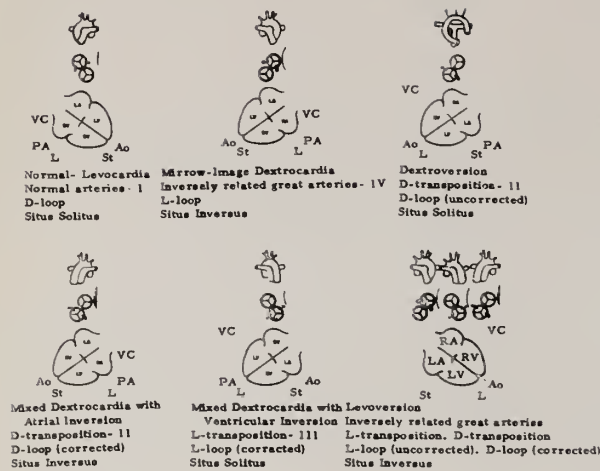 VC
PA
L
St
Ao
Normal- Levocardia
Normal arteries- I
D-loop
Situs Solitus
VC
Ao
St
PA
L
Mirrow-Image Dextrocardia
Inversely related great arteries- IV
L-loop
Situs Inversus
VC
Ao
L
PA
St
Dextroversion
D-transposition- II
D-loop (uncorrected)
Situs Solitus
VC
Ao
St
PA
L
Mixed Dextrocardia with
Atrial Inversion
D-transposition- II
D-loop (corrected)
Situs Inversus
VC
PA
L
Ao
St
Mixed Dextrocardia with
Ventricular Inversion
L-transposition- III
L-loop (corracted)
Situs Solitus
VC
RA
LA
RV
LV
Ao
St
L
Levoversion
Inversely related great arteries
L-transposition. D-transposition
L-loop (uncorrected). D-loop (corrected)
Situs Inversus